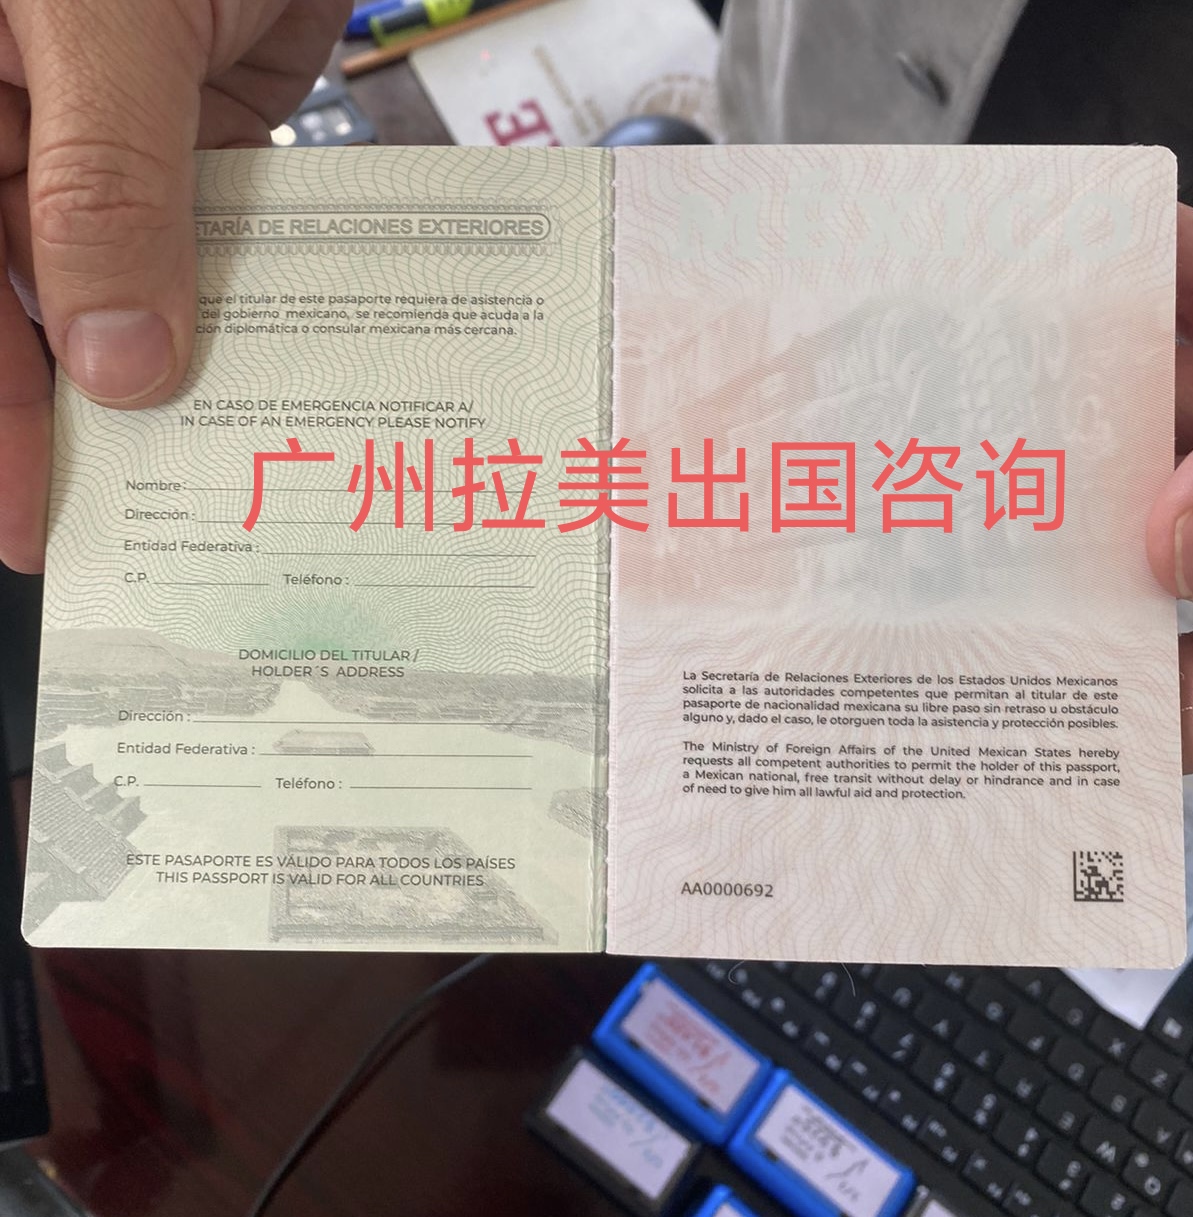 ETARÍA DE RELACIONES EXTERIORES
que el titular de este pasaporte requiera de asistencia o
del gobierno mexicano, se recomienda que acuda a la
ción diplomática o consular mexicana más cercana.
EN CASO DE EMERGENCIA NOTIFICAR A/
IN CASE OF AN EMERGENCY PLEASE NOTIFY
Nombre:
Dirección :
Entidad Federativa :
C.P. Teléfono :
DOMICILIO DEL TITULAR /
HOLDER´S ADDRESS
Dirección :
Entidad Federativa :
C.P. Teléfono :
ESTE PASAPORTE ES VÁLIDO PARA TODOS LOS PAÍSES
THIS PASSPORT IS VALID FOR ALL COUNTRIES
广州拉美出国咨询
MÉXICO
La Secretaría de Relaciones Exteriores de los Estados Unidos Mexicanos
solicita a las autoridades competentes que permitan al titular de este
pasaporte de nacionalidad mexicana su libre paso sin retraso u obstáculo
alguno y, dado el caso, le otorguen toda la asistencia y protección posibles.
The Ministry of Foreign Affairs of the United Mexican States hereby
requests all competent authorities to permit the holder of this passport,
a Mexican national, free transit without delay or hindrance and in case
of need to give him all lawful aid and protection.
AA0000692